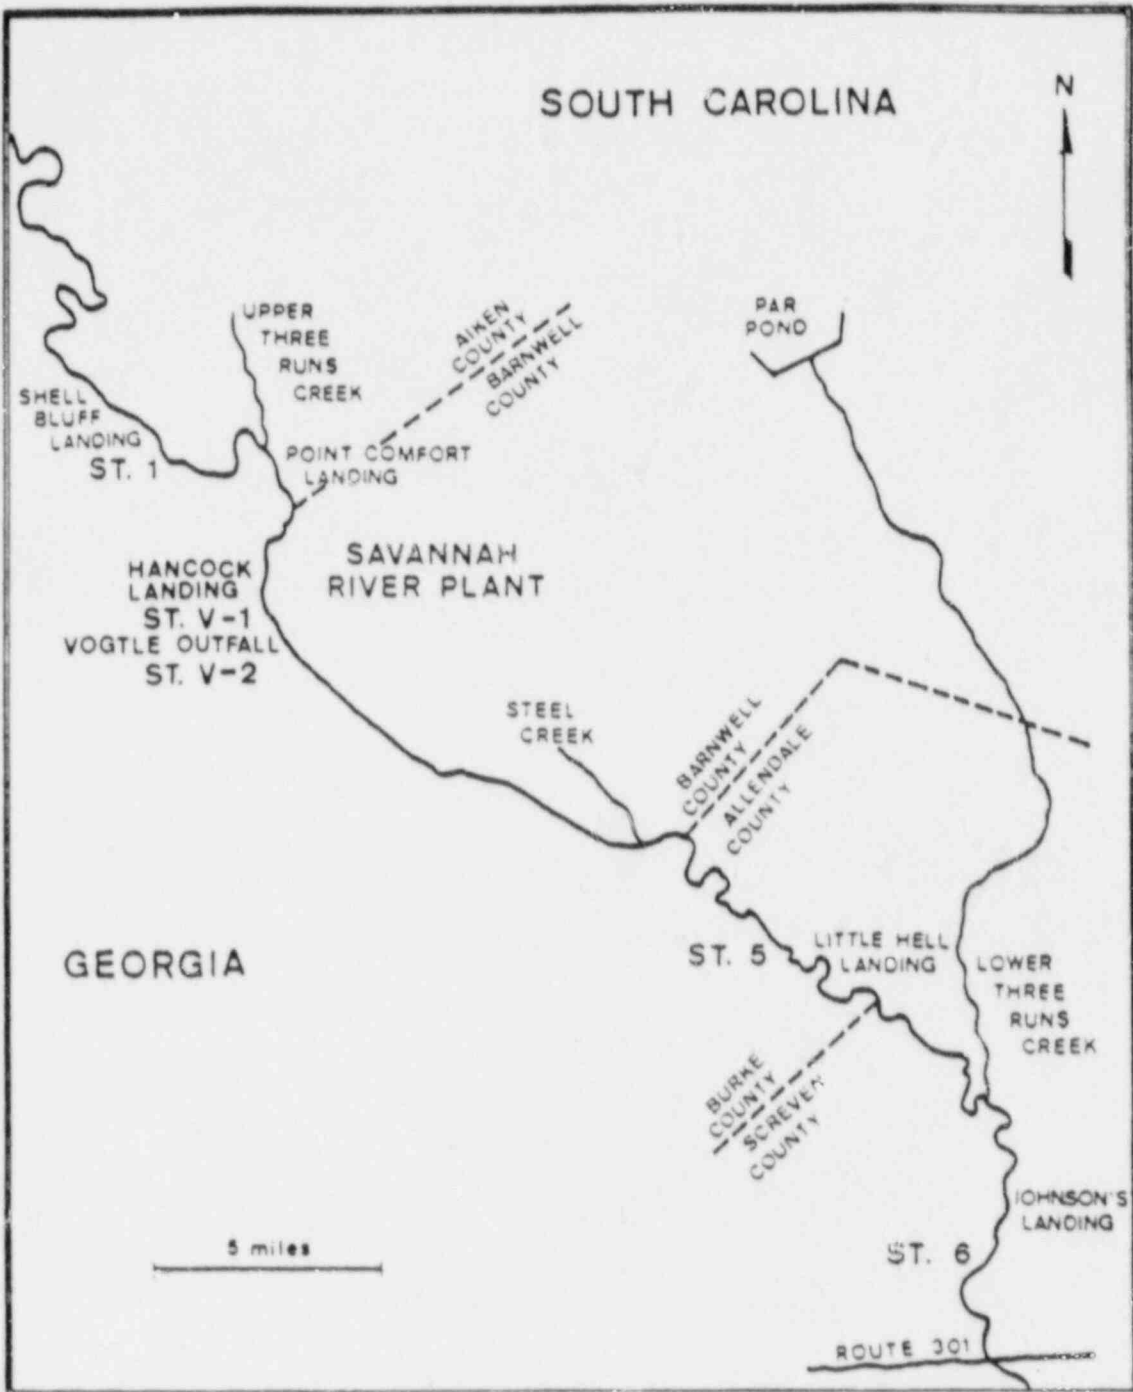 SOUTH CAROLINA
N
UPPER
THREE
RUNS
CREEK
AIKEN
COUNTY
BARNWELL
COUNTY
PAR
POND
SHELL
BLUFF
LANDING
ST. 1
POINT COMFORT
LANDING
SAVANNAH
RIVER PLANT
HANCOCK
LANDING
ST. V-1
VOGTLE OUTFALL
ST. V-2
STEEL
CREEK
BARNWELL
COUNTY
ALLENDALE
COUNTY
GEORGIA
ST. 5
LITTLE HELL
LANDING
LOWER
THREE
RUNS
CREEK
BURKE
COUNTY
SCREVEN
COUNTY
JOHNSON'S
LANDING
5 miles
ST. 6
ROUTE 301